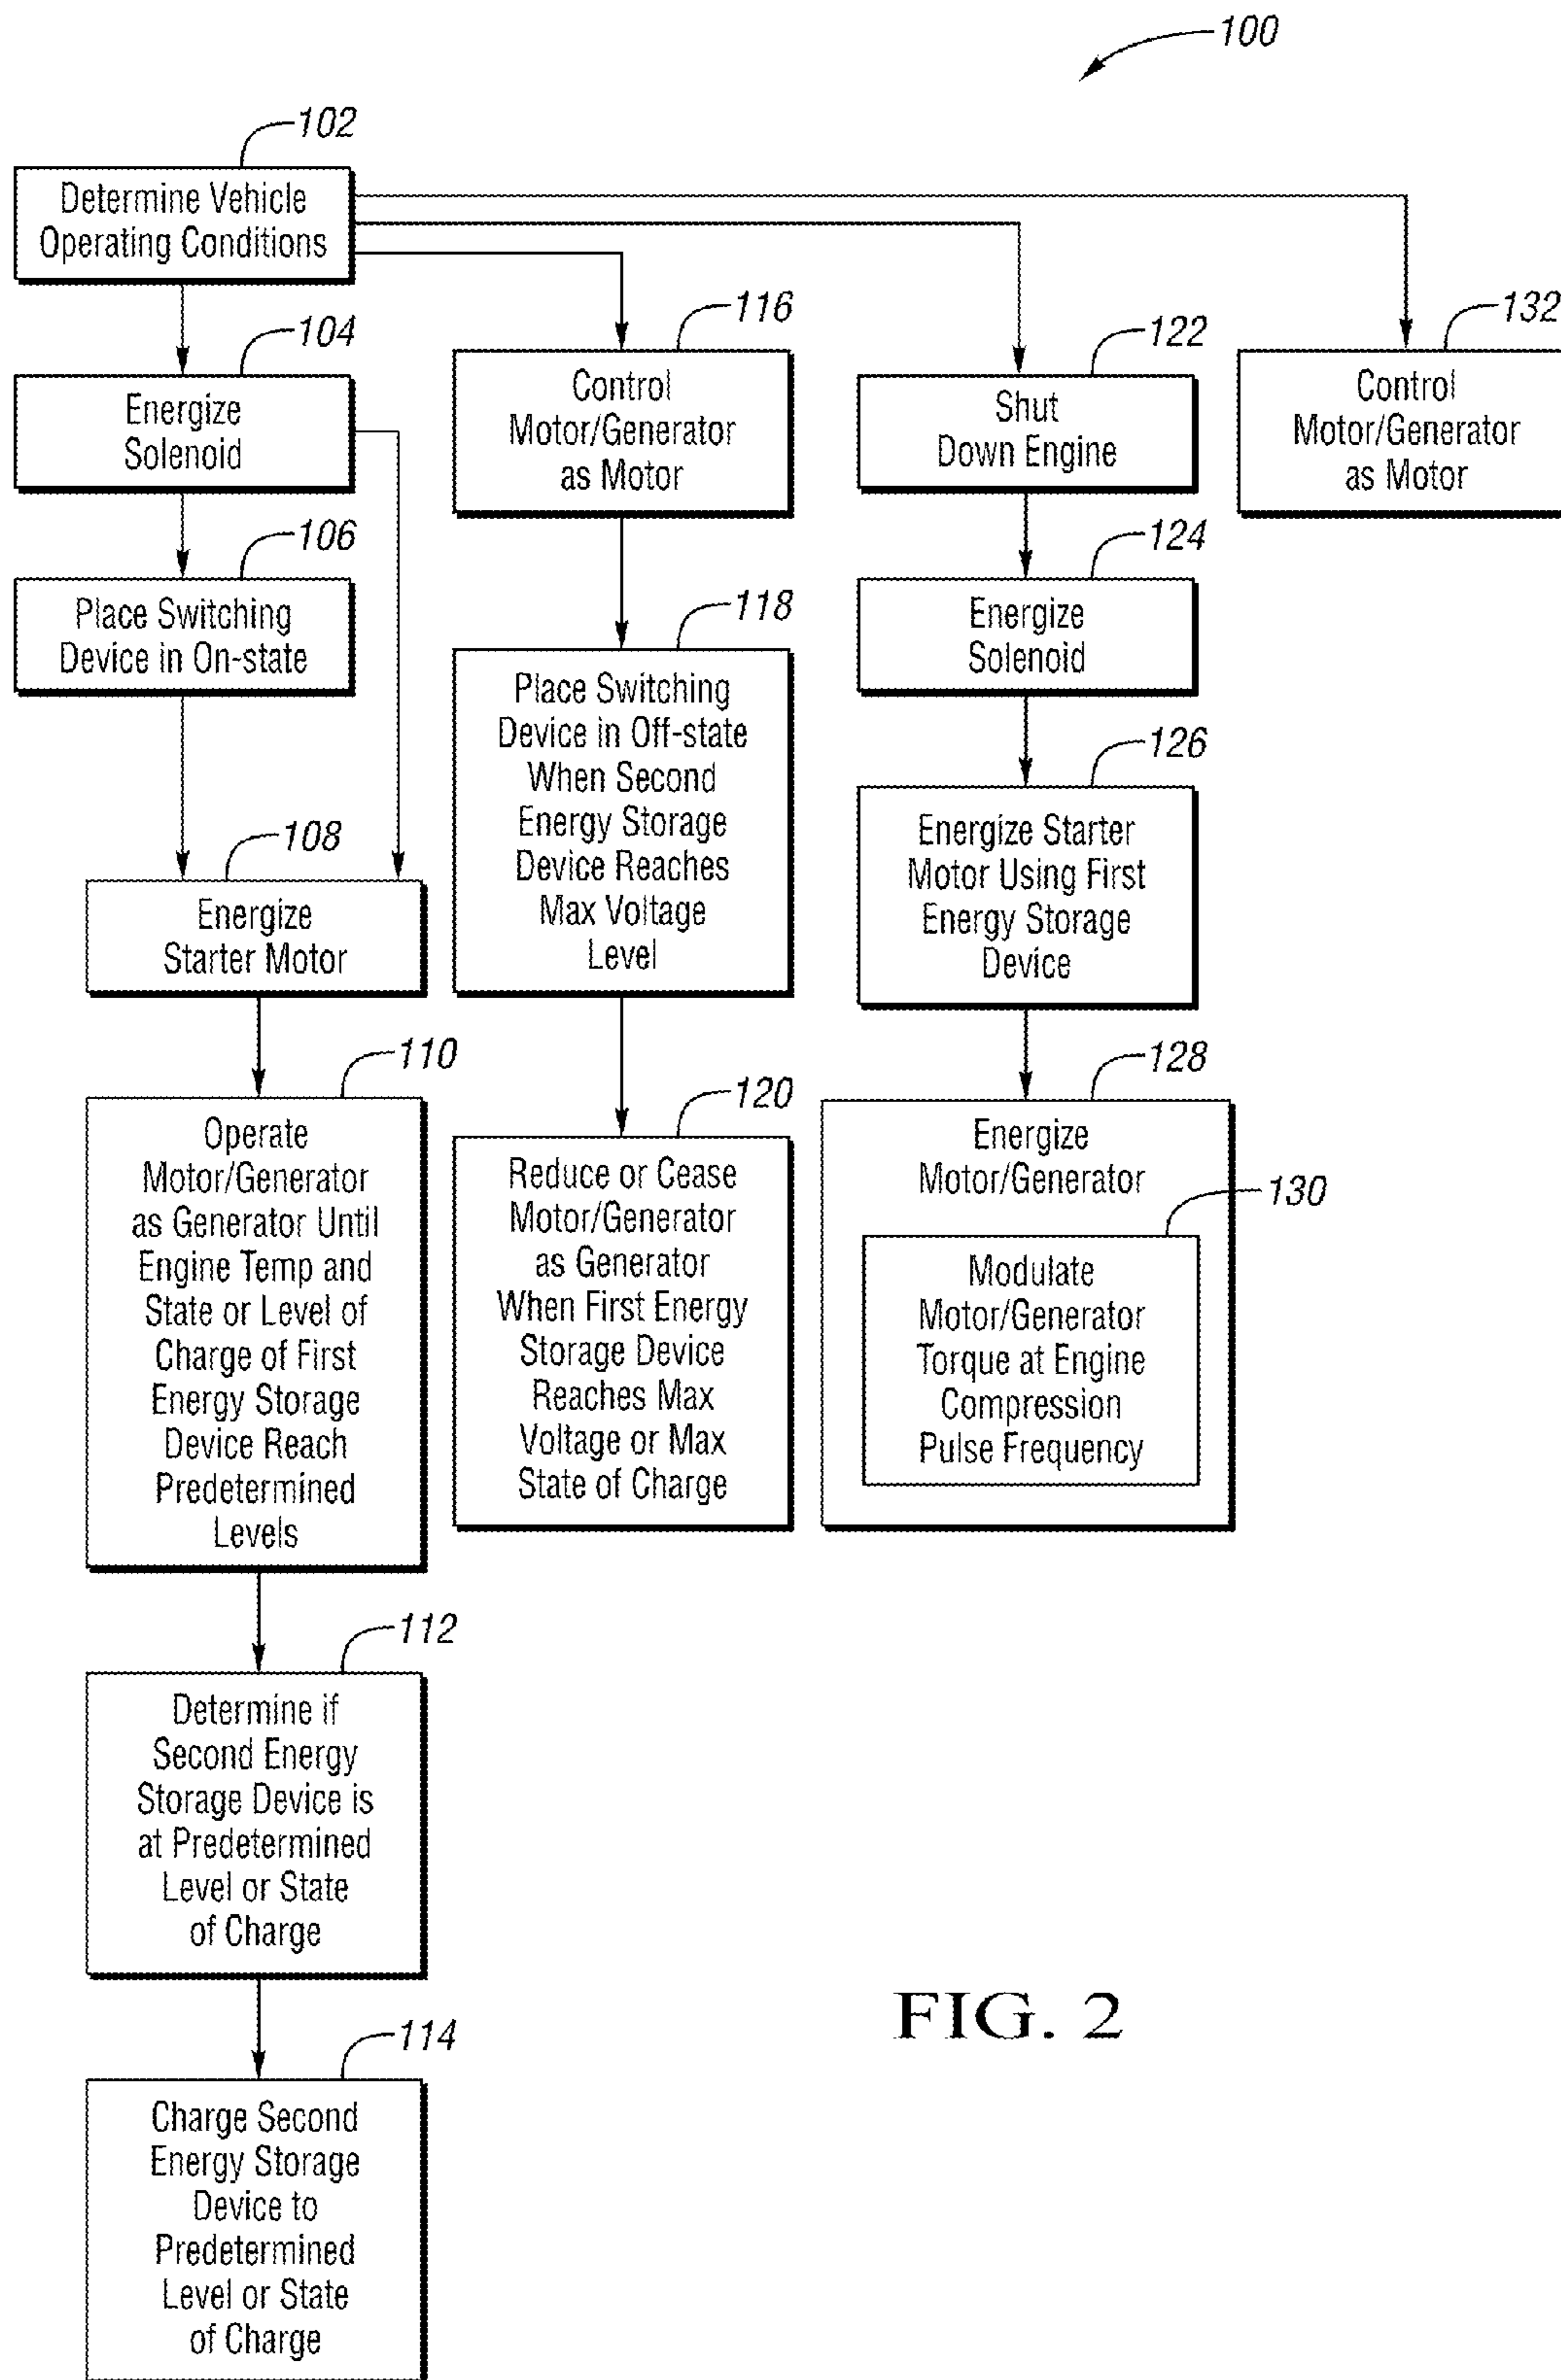 100
102
Determine Vehicle
Operating Conditions
104
Energize
Solenoid
106
Place Switching
Device in On-state
108
Energize
Starter Motor
110
Operate
Motor/Generator
as Generator Until
Engine Temp and
State or Level of
Charge of First
Energy Storage
Device Reach
Predetermined
Levels
112
Determine if
Second Energy
Storage Device is
at Predetermined
Level or State
of Charge
114
Charge Second
Energy Storage
Device to
Predetermined
Level or State
of Charge
116
Control
Motor/Generator
as Motor
118
Place Switching
Device in Off-state
When Second
Energy Storage
Device Reaches
Max Voltage
Level
120
Reduce or Cease
Motor/Generator
as Generator
When First Energy
Storage Device
Reaches Max
Voltage or Max
State of Charge
122
Shut
Down Engine
124
Energize
Solenoid
126
Energize Starter
Motor Using First
Energy Storage
Device
128
Energize
Motor/Generator
130
Modulate
Motor/Generator
Torque at Engine
Compression
Pulse Frequency
132
Control
Motor/Generator
as Motor
FIG. 2